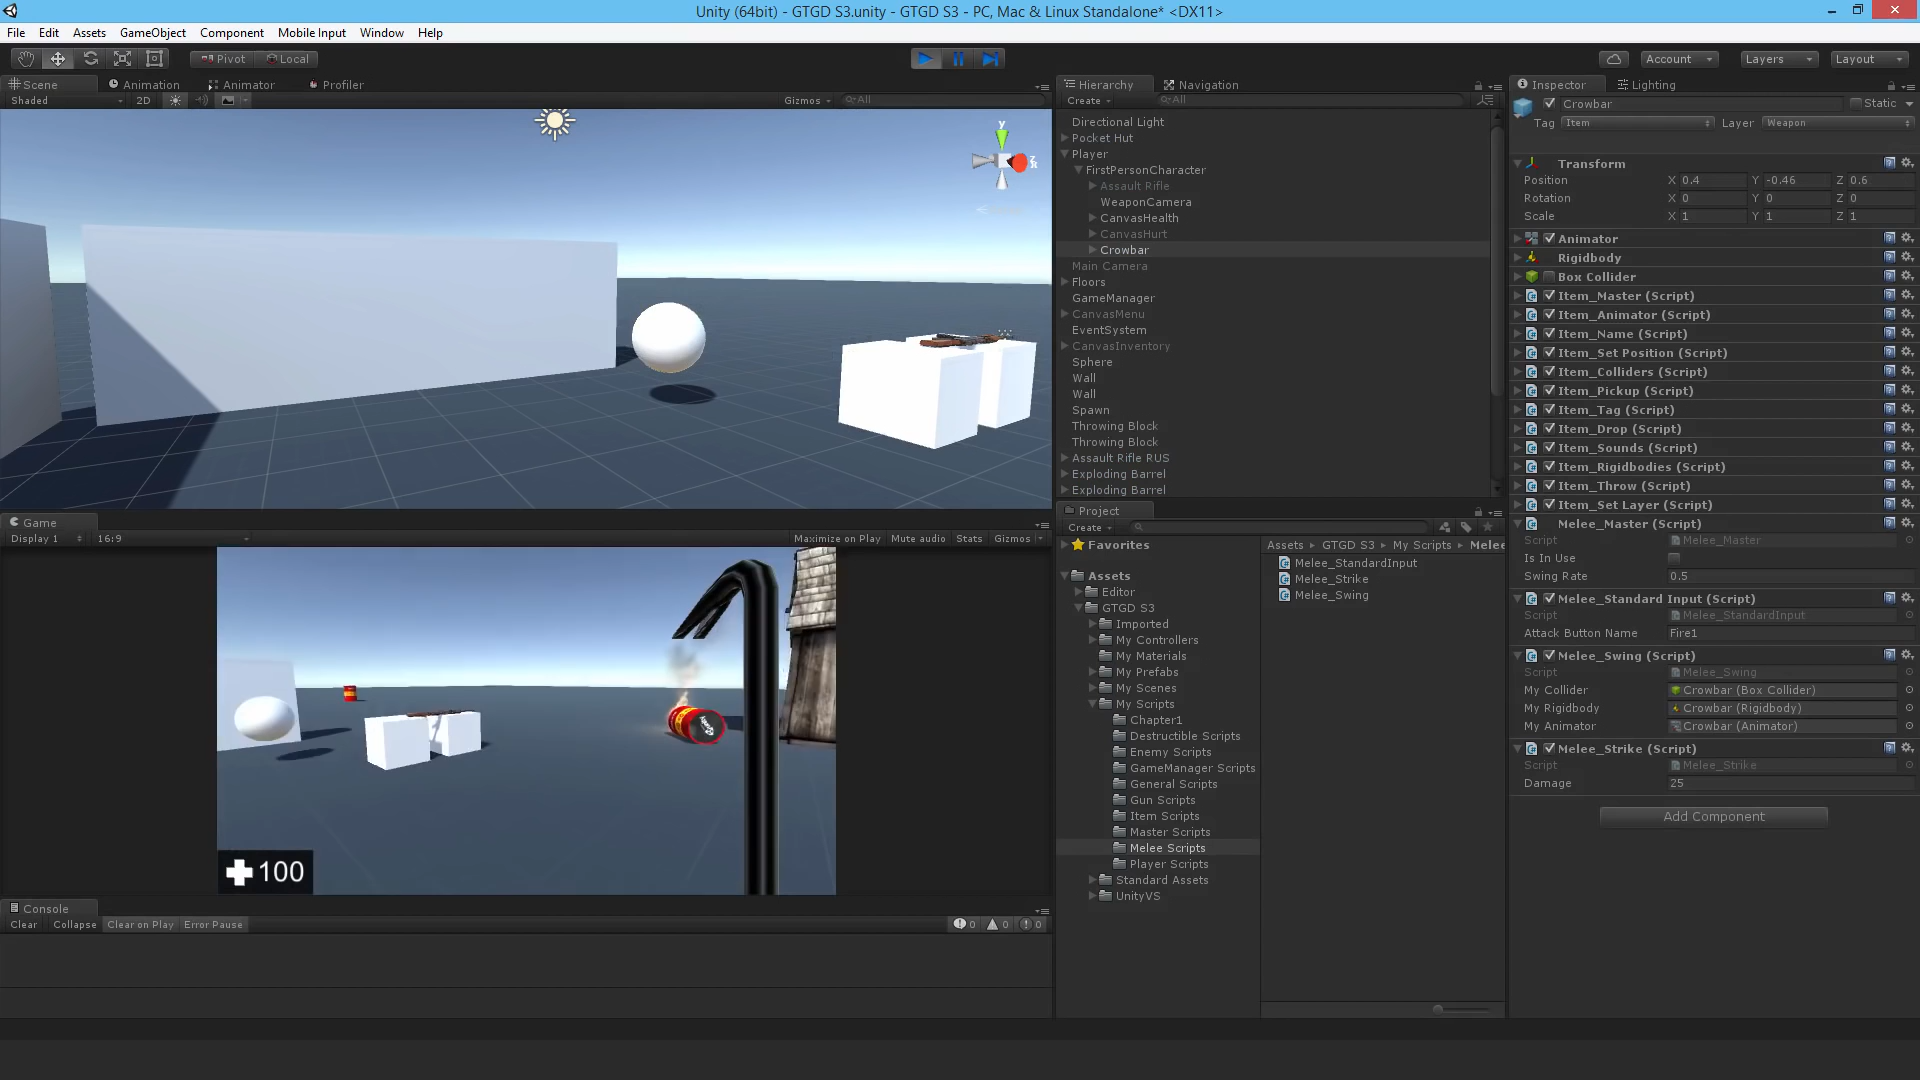 Unity (64bit) - GTGD S3.unity - GTGD S3 - PC, Mac & Linux Standalone* <DX11>
File Edit Assets GameObject Component Mobile Input Window Help
Pivot Local
Account Layers Layout
Scene Animation Animator Profiler
Shaded 2D Gizmos All
y
Hierarchy Navigation
Create All
Directional Light
Pocket Hut
Player
FirstPersonCharacter
Assault Rifle
WeaponCamera
CanvasHealth
CanvasHurt
Crowbar
Main Camera
Floors
GameManager
CanvasMenu
EventSystem
CanvasInventory
Sphere
Wall
Wall
Spawn
Throwing Block
Throwing Block
Assault Rifle RUS
Exploding Barrel
Exploding Barrel
Game
Display 1 16:9 Maximize on Play Mute audio Stats Gizmos
100
Console
Clear Collapse Clear on Play Error Pause 0 0 0
Project
Create
Favorites
Assets
Editor
GTGD S3
Imported
My Controllers
My Materials
My Prefabs
My Scenes
My Scripts
Chapter1
Destructible Scripts
Enemy Scripts
GameManager Scripts
General Scripts
Gun Scripts
Item Scripts
Master Scripts
Melee Scripts
Player Scripts
Standard Assets
UnityVS
Assets GTGD S3 My Scripts Melee
Melee_StandardInput
Melee_Strike
Melee_Swing
Inspector Lighting
Crowbar Static
Tag Item Layer Weapon
Transform
Position X 0.4 Y -0.46 Z 0.6
Rotation X 0 Y 0 Z 0
Scale X 1 Y 1 Z 1
Animator
Rigidbody
Box Collider
Item_Master (Script)
Item_Animator (Script)
Item_Name (Script)
Item_Set Position (Script)
Item_Colliders (Script)
Item_Pickup (Script)
Item_Tag (Script)
Item_Drop (Script)
Item_Sounds (Script)
Item_Rigidbodies (Script)
Item_Throw (Script)
Item_Set Layer (Script)
Melee_Master (Script)
Script Melee_Master
Is In Use
Swing Rate 0.5
Melee_Standard Input (Script)
Script Melee_StandardInput
Attack Button Name Fire1
Melee_Swing (Script)
Script Melee_Swing
My Collider Crowbar (Box Collider)
My Rigidbody Crowbar (Rigidbody)
My Animator Crowbar (Animator)
Melee_Strike (Script)
Script Melee_Strike
Damage 25
Add Component